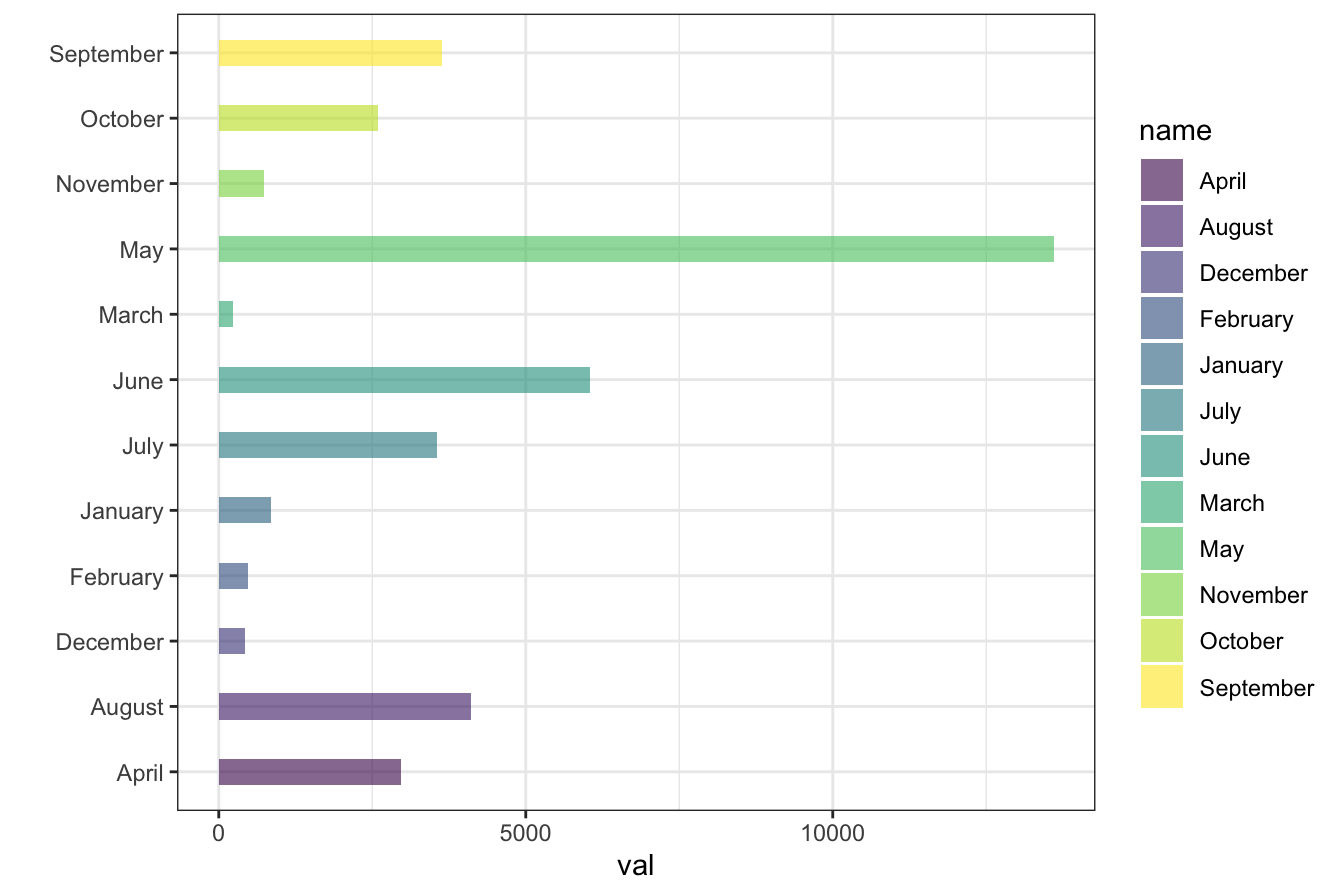 September
October
November
May
March
June
July
January
February
December
August
April
0 5000 10000
val
name
April
August
December
February
January
July
June
March
May
November
October
September